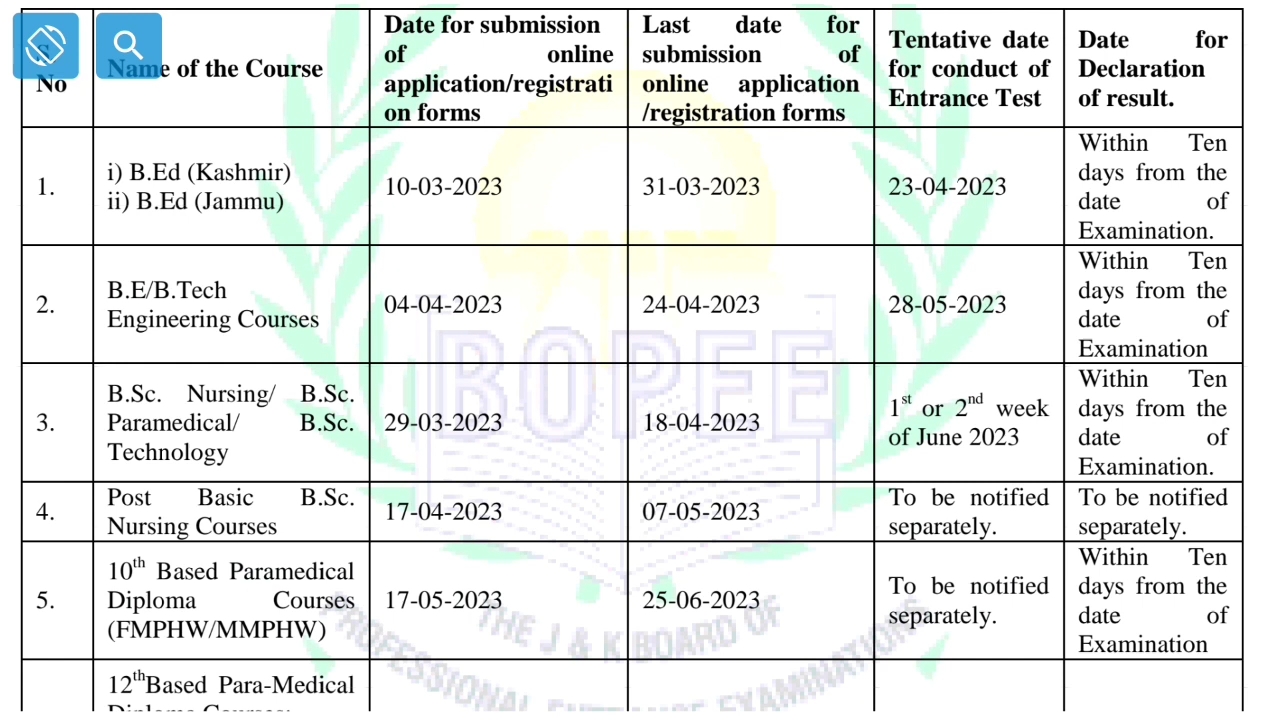 S.
No
Name of the Course
Date for submission
of online
application/registrati
on forms
Last date for
submission of
online application
/registration forms
Tentative date
for conduct of
Entrance Test
Date for
Declaration
of result.
1.
i) B.Ed (Kashmir)
ii) B.Ed (Jammu)
10-03-2023
31-03-2023
23-04-2023
Within Ten
days from the
date of
Examination.
2.
B.E/B.Tech
Engineering Courses
04-04-2023
24-04-2023
28-05-2023
Within Ten
days from the
date of
Examination
3.
B.Sc. Nursing/ B.Sc.
Paramedical/ B.Sc.
Technology
29-03-2023
18-04-2023
1st or 2nd week
of June 2023
Within Ten
days from the
date of
Examination.
4.
Post Basic B.Sc.
Nursing Courses
17-04-2023
07-05-2023
To be notified
separately.
To be notified
separately.
5.
10th Based Paramedical
Diploma Courses
(FMPHW/MMPHW)
17-05-2023
25-06-2023
To be notified
separately.
Within Ten
days from the
date of
Examination
12thBased Para-Medical
Diploma Courses:
BOPEE
THE J & K BOARD OF
PROFESSIONAL ENTRANCE EXAMINATIONS